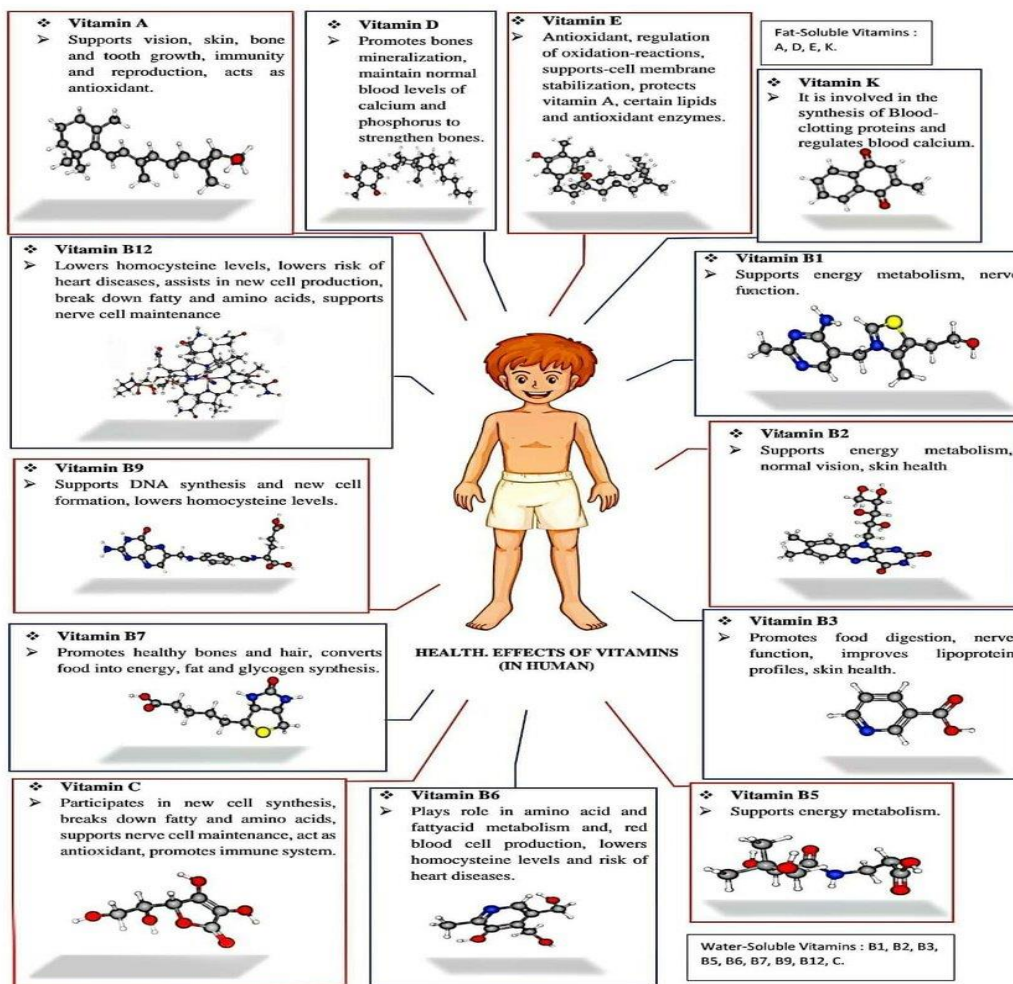 Vitamin A
Supports vision, skin, bone
and tooth growth, immunity
and reproduction, acts as
antioxidant.
Vitamin D
Promotes bones
mineralization,
maintain normal
blood levels of
calcium and
phosphorus to
strengthen bones.
Vitamin E
Antioxidant, regulation
of oxidation-reactions,
supports-cell membrane
stabilization, protects
vitamin A, certain lipids
and antioxidant enzymes.
Fat-Soluble Vitamins :
A, D, E, K.
Vitamin K
It is involved in the
synthesis of Blood-
clotting proteins and
regulates blood calcium.
Vitamin B12
Lowers homocysteine levels, lowers risk of
heart diseases, assists in new cell production,
break down fatty and amino acids, supports
nerve cell maintenance
Vitamin B1
Supports energy metabolism, nerve
function.
Vitamin B2
Supports energy metabolism,
normal vision, skin health
Vitamin B9
Supports DNA synthesis and new cell
formation, lowers homocysteine levels.
Vitamin B3
Promotes food digestion, nerve
function, improves lipoprotein
profiles, skin health.
Vitamin B7
Promotes healthy bones and hair, converts
food into energy, fat and glycogen synthesis.
HEALTH. EFFECTS OF VITAMINS
(IN HUMAN)
Vitamin C
Participates in new cell synthesis,
breaks down fatty and amino acids,
supports nerve cell maintenance, act as
antioxidant, promotes immune system.
Vitamin B6
Plays role in amino acid and
fattyacid metabolism and, red
blood cell production, lowers
homocysteine levels and risk of
heart diseases.
Vitamin B5
Supports energy metabolism.
Water-Soluble Vitamins : B1, B2, B3,
B5, B6, B7, B9, B12, C.